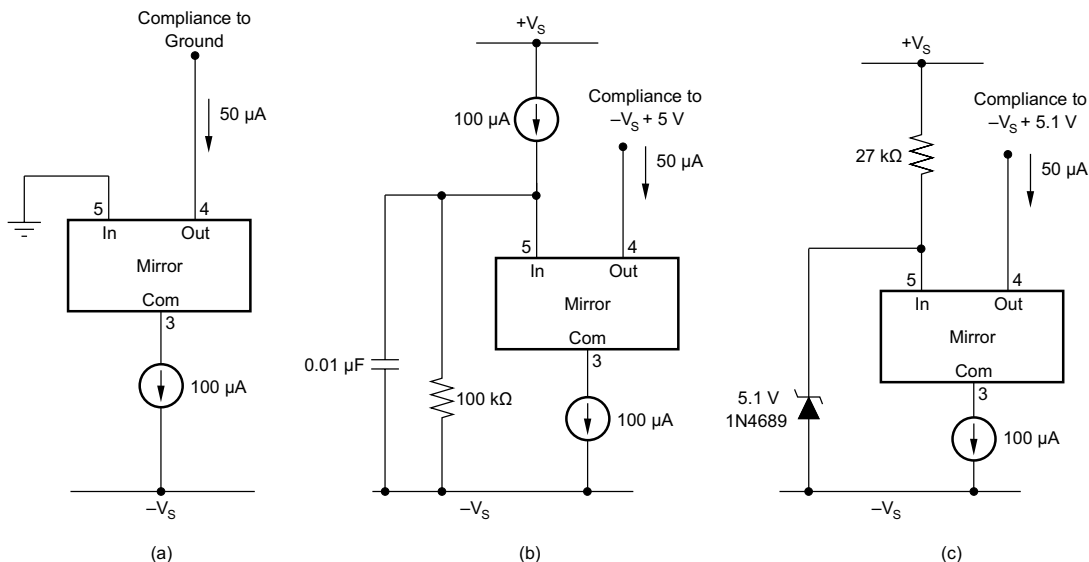 Compliance to
Ground
50 µA
5
4
In
Out
Mirror
Com
3
100 µA
–VS
(a)
+VS
100 µA
Compliance to
–VS + 5 V
50 µA
5
4
In
Out
Mirror
Com
3
0.01 µF
100 kΩ
100 µA
–VS
(b)
+VS
27 kΩ
Compliance to
–VS + 5.1 V
50 µA
5
4
In
Out
Mirror
Com
3
5.1 V
1N4689
100 µA
–VS
(c)